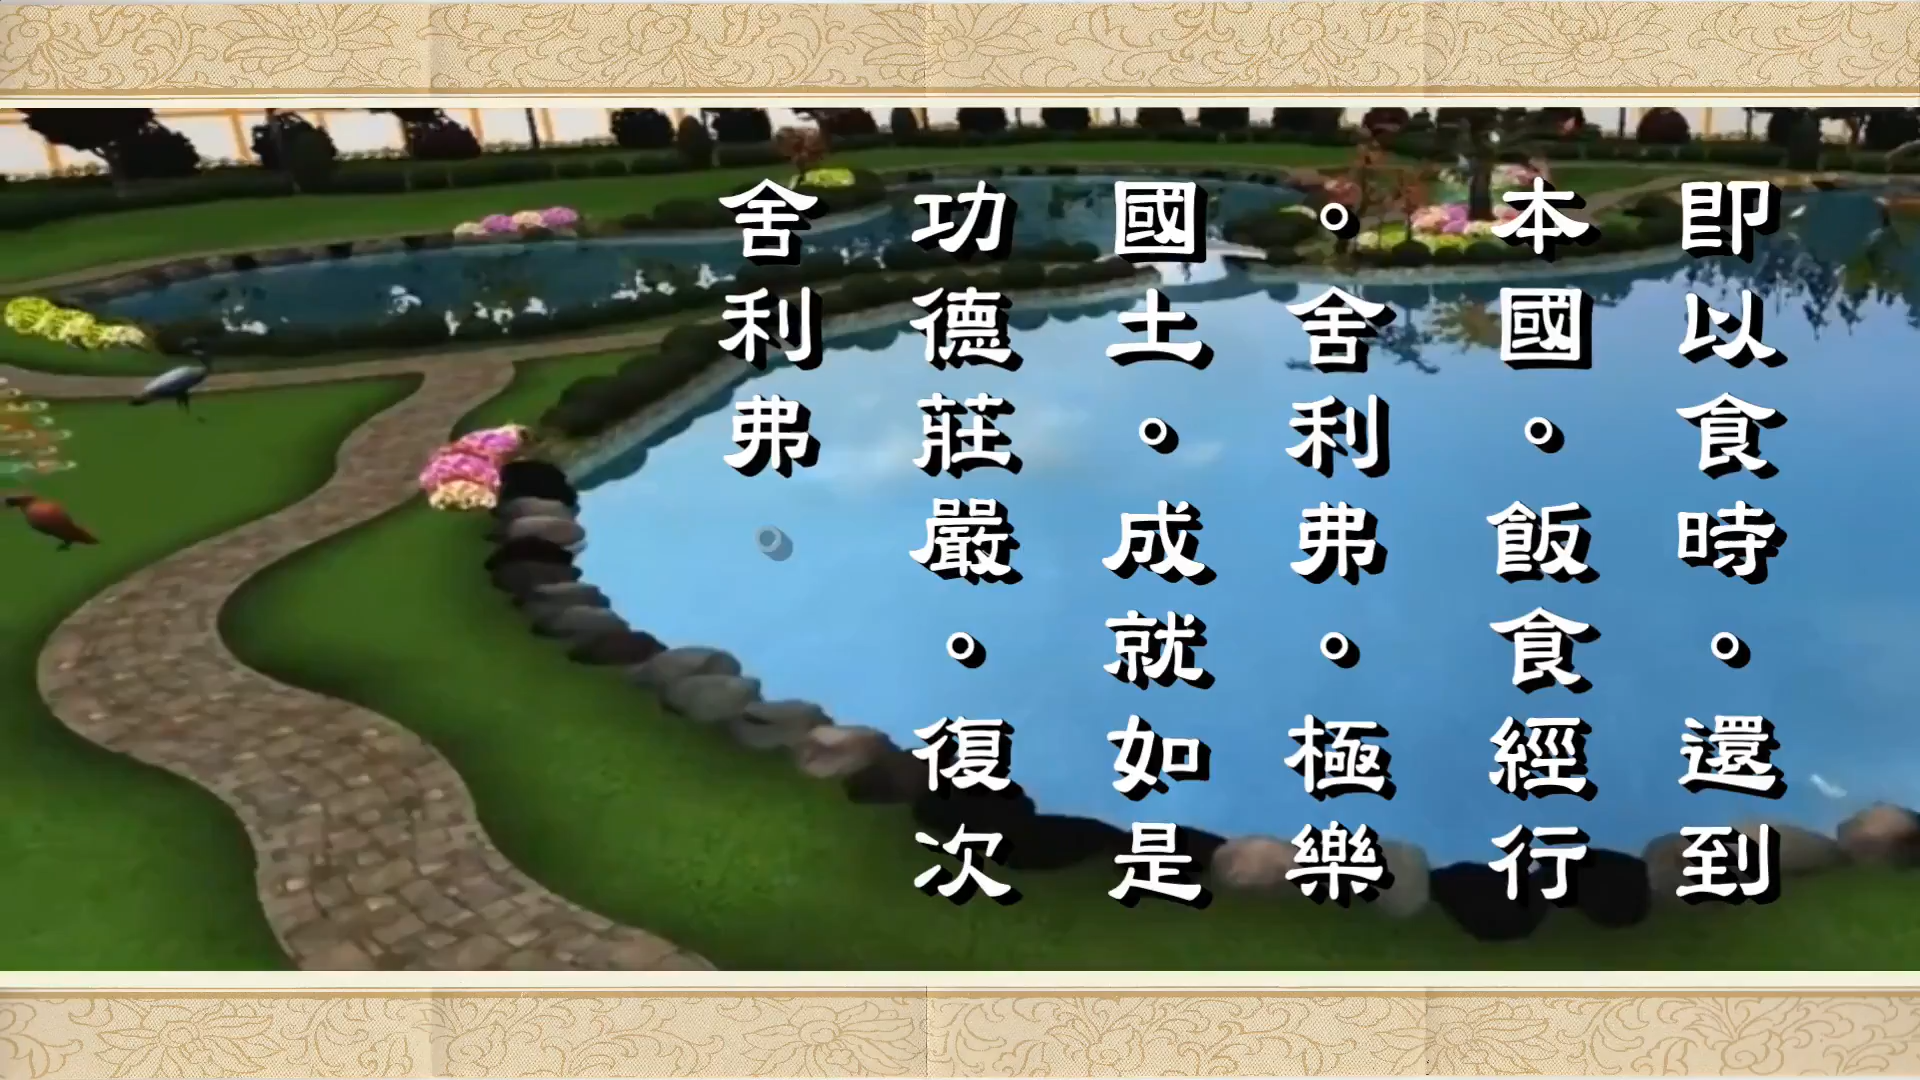 即以食時。還到
本國。飯食經行
。舍利弗。極樂
國土。成就如是
功德莊嚴。復次
舍利弗。